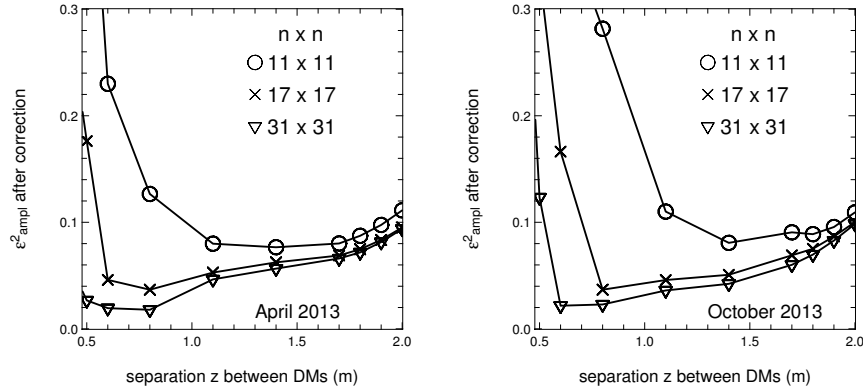 0.3
0.2
0.1
0.0
ε²ampl after correction
n x n
11 x 11
17 x 17
31 x 31
April 2013
0.5 1.0 1.5 2.0
separation z between DMs (m)
0.3
0.2
0.1
0.0
ε²ampl after correction
n x n
11 x 11
17 x 17
31 x 31
October 2013
0.5 1.0 1.5 2.0
separation z between DMs (m)